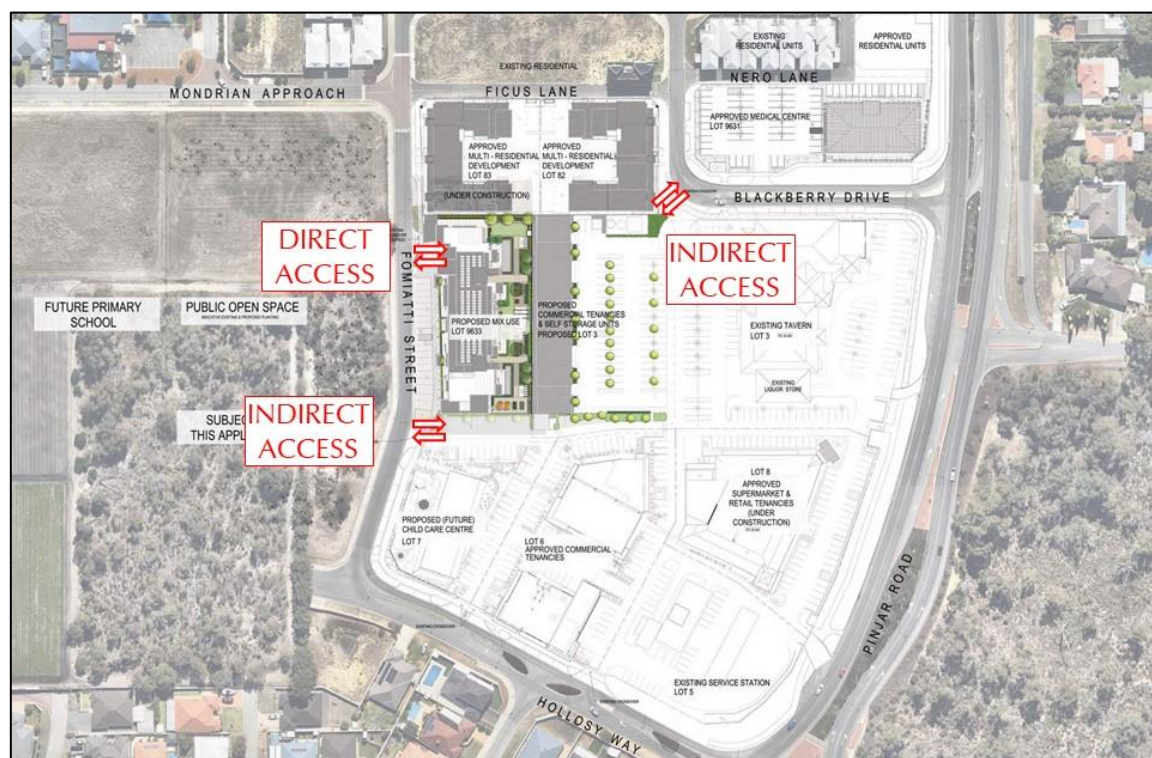 EXISTING
RESIDENTIAL UNITS
APPROVED
RESIDENTIAL UNITS
EXISTING RESIDENTIAL
NERO LANE
MONDRIAN APPROACH
FICUS LANE
APPROVED MEDICAL CENTRE
LOT 9631
APPROVED
MULTI - RESIDENTIAL
DEVELOPMENT
LOT 83
APPROVED
MULTI - RESIDENTIAL)
DEVELOPMENT
LOT 82
(UNDER CONSTRUCTION)
BLACKBERRY DRIVE
DIRECT
ACCESS
FOMIATTI STREET
INDIRECT
ACCESS
FUTURE PRIMARY
SCHOOL
PUBLIC OPEN SPACE
PROPOSED MIX USE
LOT 9633
PROPOSED
COMMERCIAL TENANCIES
& SELF STORAGE UNITS
PROPOSED LOT 3
EXISTING TAVERN
LOT 3
EXISTING
LIQUOR STORE
SUBJE
THIS APPL
INDIRECT
ACCESS
PROPOSED (FUTURE)
CHILD CARE CENTRE
LOT 7
LOT 6
APPROVED COMMERCIAL
TENANCIES
LOT 8
APPROVED
SUPERMARKET &
RETAIL TENANCIES
(UNDER
CONSTRUCTION)
PINJAR ROAD
EXISTING SERVICE STATION
LOT 5
HOLLOSY WAY